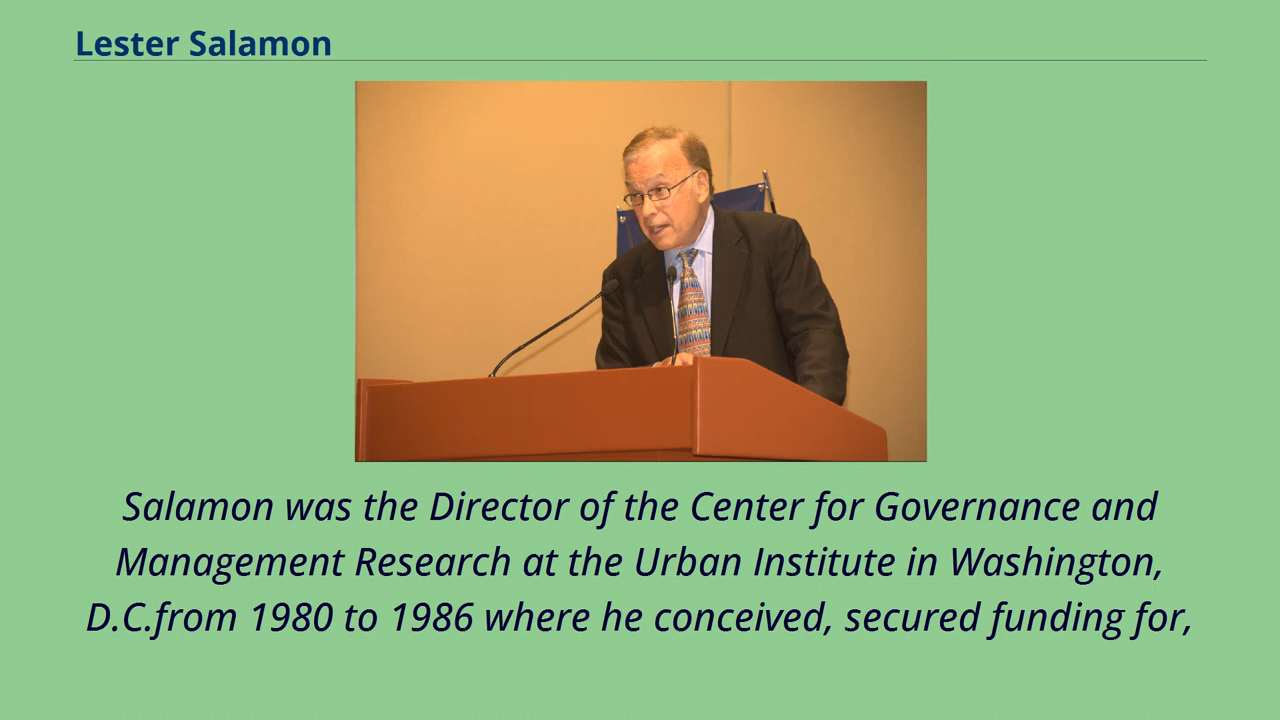 Lester Salamon
Salamon was the Director of the Center for Governance and
Management Research at the Urban Institute in Washington,
D.C.from 1980 to 1986 where he conceived, secured funding for,